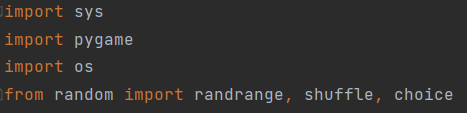 import sys
import pygame
import os
from random import randrange, shuffle, choice